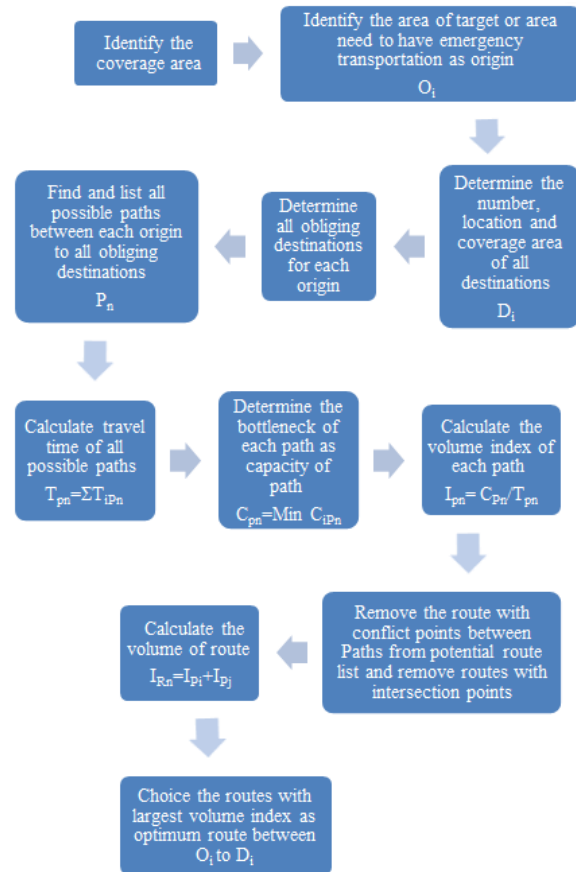 Identify the
coverage area
Identify the area of target or area
need to have emergency
transportation as origin
Oi
Determine the
number,
location and
coverage area
of all
destinations
Di
Determine
all obliging
destinations
for each
origin
Find and list all
possible paths
between each origin
to all obliging
destinations
Pn
Calculate travel
time of all
possible paths
Tpn=ΣTiPn
Determine the
bottleneck of
each path as
capacity of
path
Cpn=Min CiPn
Calculate the
volume index of
each path
Ipn= CPn/Tpn
Remove the route with
conflict points between
Paths from potential route
list and remove routes with
intersection points
Calculate the
volume of route
IRn=IPi+IPj
Choice the routes with
largest volume index as
optimum route between
Oi to Di